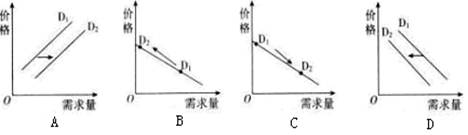 价格 D₁ D₂ O 需求量
价格 D₂ D₁ O 需求量
价格 D₁ D₂ O 需求量
价格 D₁ D₂ O 需求量
A B C D